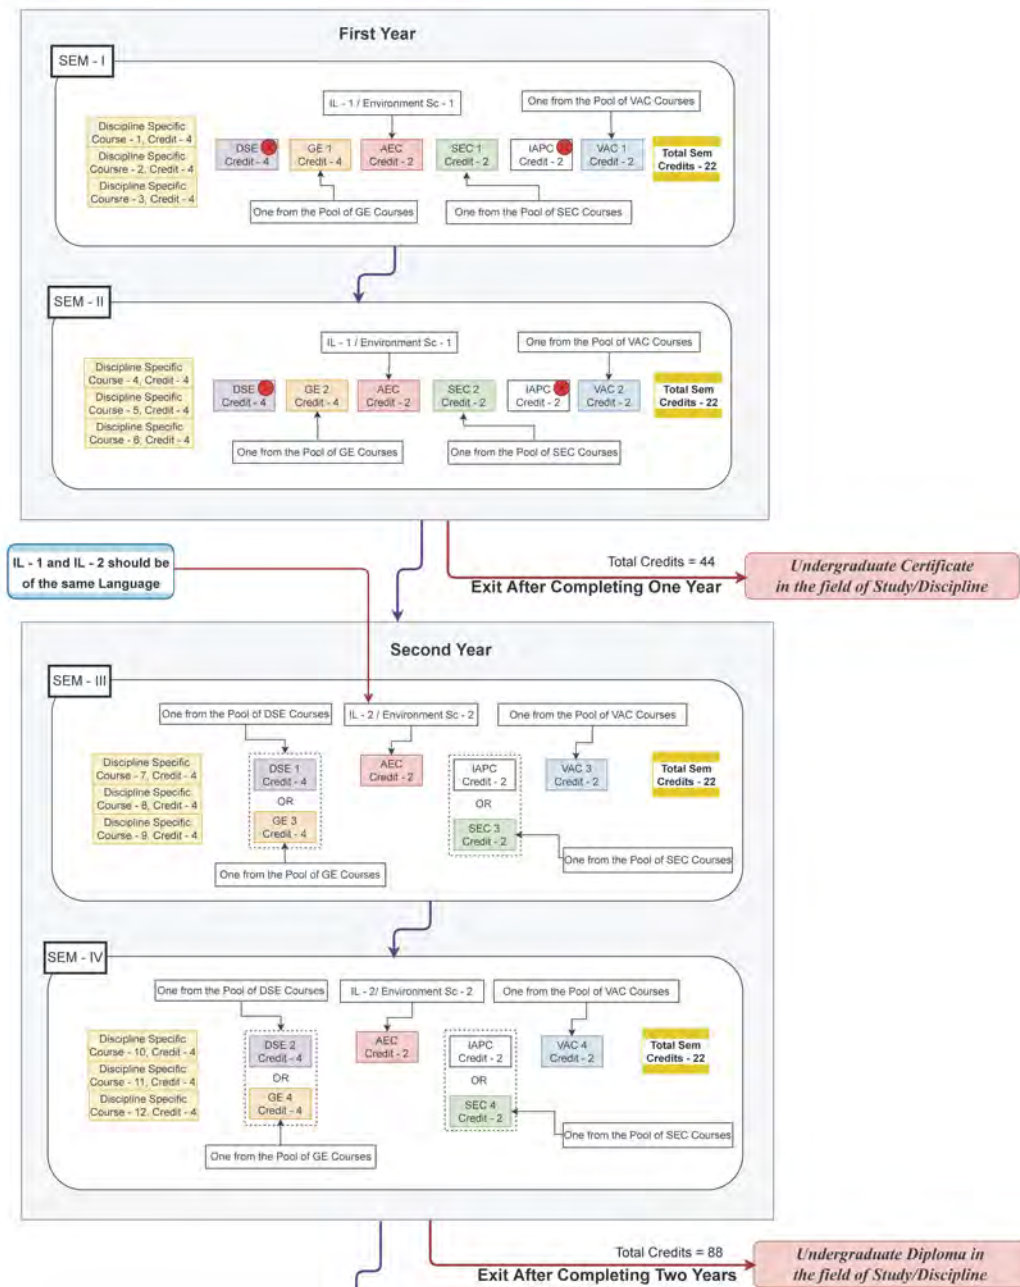 First Year
SEM - I
IL - 1 / Environment Sc - 1
One from the Pool of VAC Courses
Discipline Specific
Course - 1, Credit - 4
Discipline Specific
Coursre - 2, Credit - 4
Discipline Specific
Coursre - 3, Credit - 4
DSE
Credit - 4
GE 1
Credit - 4
AEC
Credit - 2
SEC 1
Credit - 2
IAPC
Credit - 2
VAC 1
Credit - 2
Total Sem
Credits - 22
One from the Pool of GE Courses
One from the Pool of SEC Courses
SEM - II
IL - 1 / Environment Sc - 1
One from the Pool of VAC Courses
Discipline Specific
Course - 4, Credit - 4
Discipline Specific
Course - 5, Credit - 4
Discipline Specific
Course - 6, Credit - 4
DSE
Credit - 4
GE 2
Credit - 4
AEC
Credit - 2
SEC 2
Credit - 2
IAPC
Credit - 2
VAC 2
Credit - 2
Total Sem
Credits - 22
One from the Pool of GE Courses
One from the Pool of SEC Courses
IL - 1 and IL - 2 should be
of the same Language
Total Credits = 44
Exit After Completing One Year
Undergraduate Certificate
in the field of Study/Discipline
Second Year
SEM - III
One from the Pool of DSE Courses
IL - 2 / Environment Sc - 2
One from the Pool of VAC Courses
Discipline Specific
Course - 7, Credit - 4
Discipline Specific
Course - 8, Credit - 4
Discipline Specific
Course - 9, Credit - 4
DSE 1
Credit - 4
OR
GE 3
Credit - 4
AEC
Credit - 2
IAPC
Credit - 2
OR
SEC 3
Credit - 2
VAC 3
Credit - 2
Total Sem
Credits - 22
One from the Pool of GE Courses
One from the Pool of SEC Courses
SEM - IV
One from the Pool of DSE Courses
IL - 2/ Environment Sc - 2
One from the Pool of VAC Courses
Discipline Specific
Course - 10, Credit - 4
Discipline Specific
Course - 11, Credit - 4
Discipline Specific
Course - 12, Credit - 4
DSE 2
Credit - 4
OR
GE 4
Credit - 4
AEC
Credit - 2
IAPC
Credit - 2
OR
SEC 4
Credit - 2
VAC 4
Credit - 2
Total Sem
Credits - 22
One from the Pool of GE Courses
One from the Pool of SEC Courses
Total Credits = 88
Exit After Completing Two Years
Undergraduate Diploma in
the field of Study/Discipline